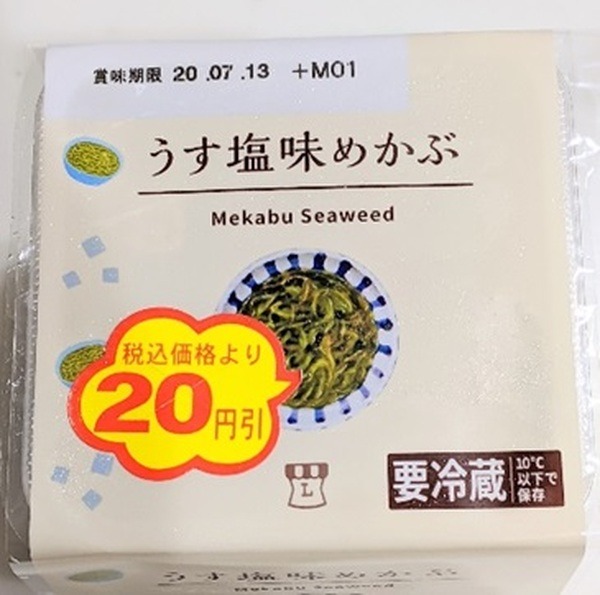 賞味期限 20.07.13 +M01
うす塩味めかぶ
Mekabu Seaweed
税込価格より
20円引
L
要冷蔵
10℃
以下で
保存
うす塩味めかぶ
Mekabu Seaweed